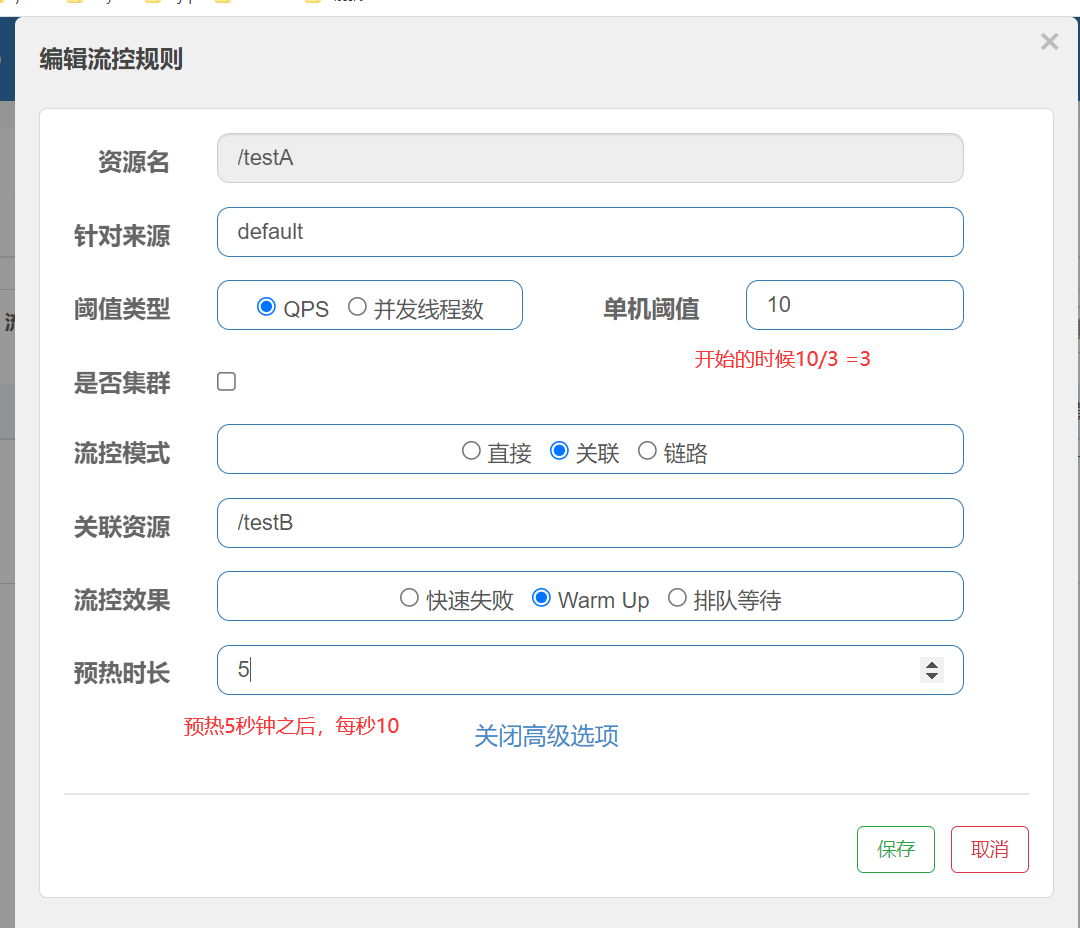 编辑流控规则
×
资源名 /testA
针对来源 default
阈值类型 QPS 并发线程数 单机阈值 10
开始的时候10/3 =3
是否集群
流控模式 直接 关联 链路
关联资源 /testB
流控效果 快速失败 Warm Up 排队等待
预热时长 5
预热5秒钟之后，每秒10
关闭高级选项
保存 取消